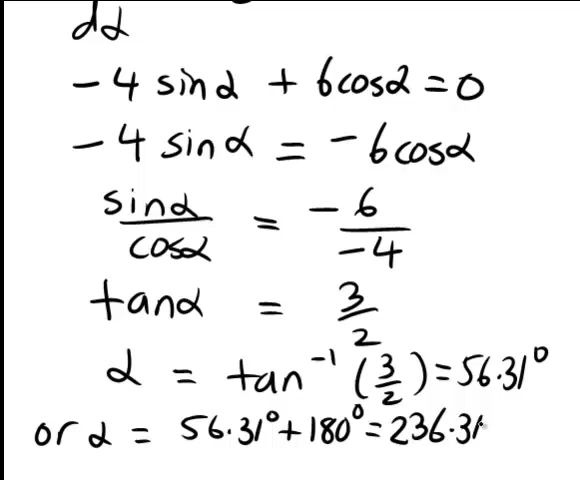 dα
-4 sinα + 6cosα = 0
-4 sinα = -6cosα
sinα/cosα = -6/-4
tanα = 3/2
α = tan⁻¹(3/2) = 56.31°
or α = 56.31° + 180° = 236.31